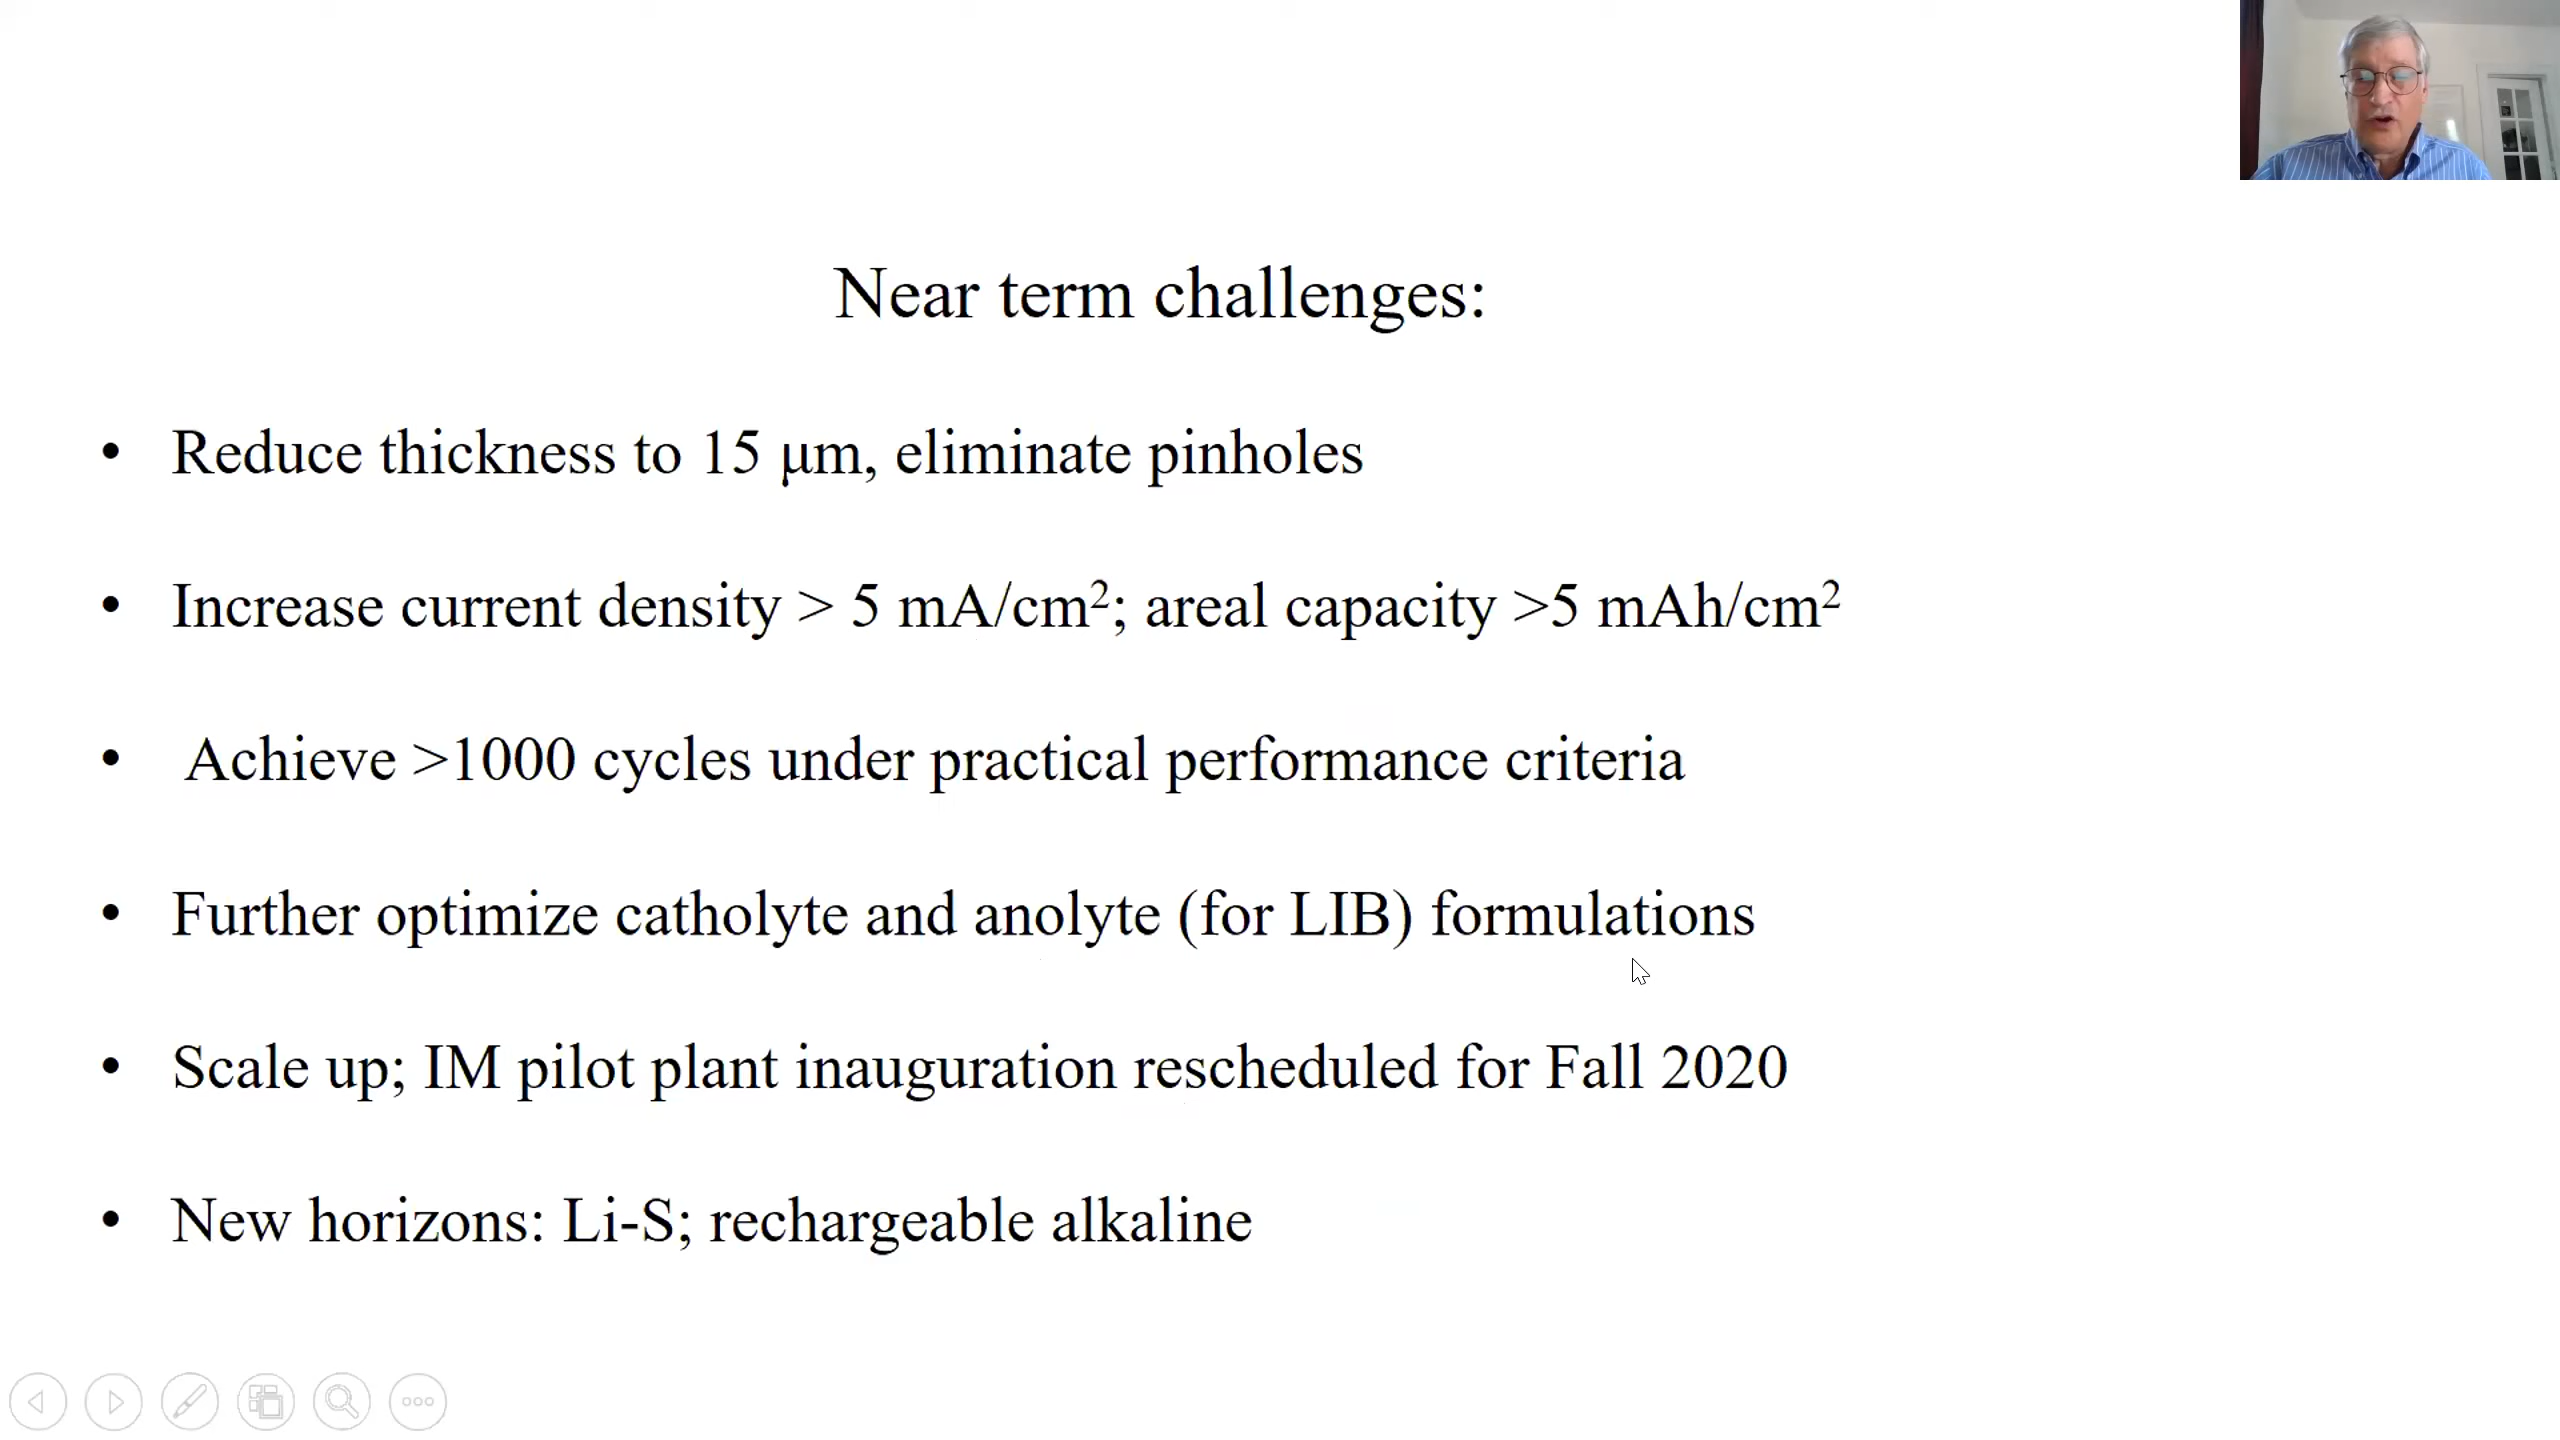 Near term challenges:
• Reduce thickness to 15 μm, eliminate pinholes
• Increase current density > 5 mA/cm²; areal capacity >5 mAh/cm²
• Achieve >1000 cycles under practical performance criteria
• Further optimize catholyte and anolyte (for LIB) formulations
• Scale up; IM pilot plant inauguration rescheduled for Fall 2020
• New horizons: Li-S; rechargeable alkaline